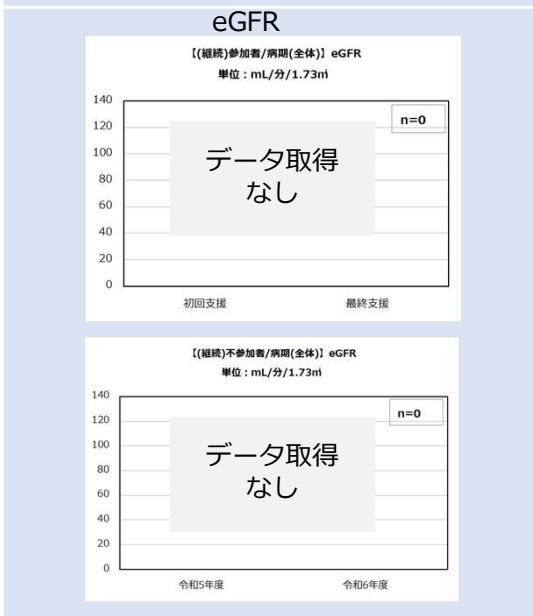 eGFR
【(継続)参加者/病期(全体)】eGFR
単位：mL/分/1.73㎡
140
120
100
80
60
40
20
0
n=0
データ取得
なし
初回支援
最終支援
【(継続)不参加者/病期(全体)】eGFR
単位：mL/分/1.73㎡
140
120
100
80
60
40
20
0
n=0
データ取得
なし
令和5年度
令和6年度